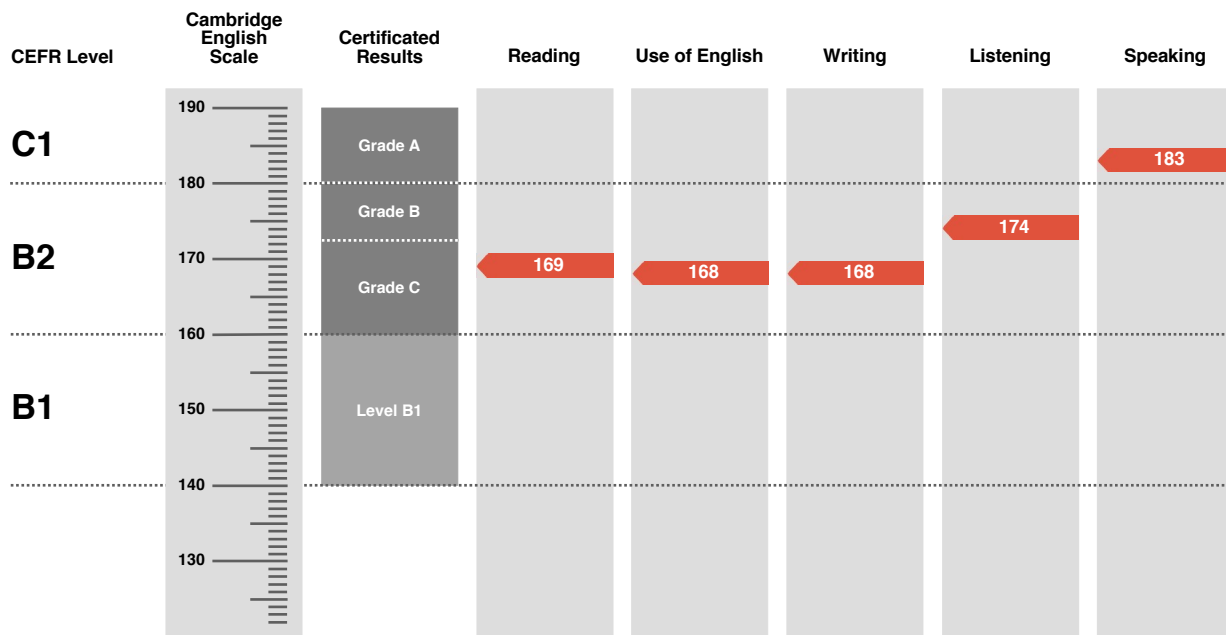 CEFR Level
Cambridge
English
Scale
Certificated
Results
Reading
Use of English
Writing
Listening
Speaking
190
C1
Grade A
183
180
Grade B
174
B2
170
169
168
168
Grade C
160
B1
150
Level B1
140
130